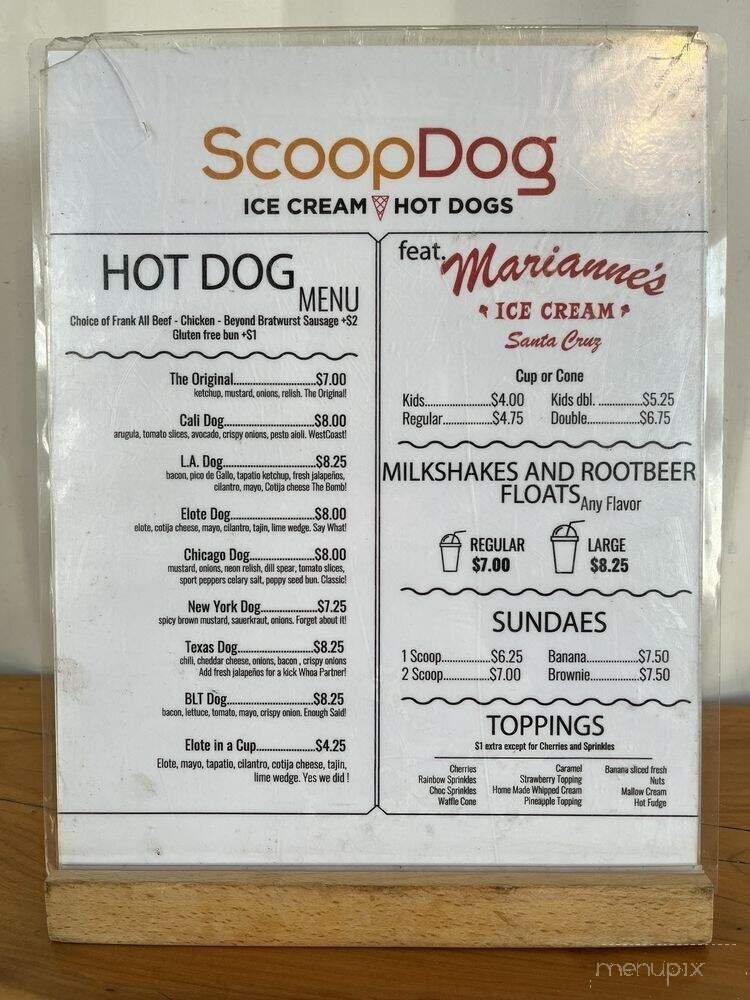 ScoopDog
ICE CREAM HOT DOGS
HOT DOG
MENU
Choice of Frank All Beef - Chicken - Beyond Bratwurst Sausage +$2
Gluten free bun +$1
The Original....................$7.00
ketchup, mustard, onions, relish. The Original!
Cali Dog.............................$8.00
arugula, tomato slices, avocado, crispy onions, pesto aioli. WestCoast!
L.A. Dog.............................$8.25
bacon, pico de Gallo, tapatio ketchup, fresh jalapeños,
cilantro, mayo, Cotija cheese The Bomb!
Elote Dog....................$8.00
elote, cotija cheese, mayo, cilantro, tajin, lime wedge. Say What!
Chicago Dog................$8.00
mustard, onions, neon relish, dill spear, tomato slices,
sport peppers celary salt, poppy seed bun. Classic!
New York Dog..............$7.25
spicy brown mustard, sauerkraut, onions. Forget about it!
Texas Dog....................$8.25
chili, cheddar cheese, onions, bacon , crispy onions
Add fresh jalapeños for a kick Whoa Partner!
BLT Dog.............................$8.25
bacon, lettuce, tomato, mayo, crispy onion. Enough Said!
Elote in a Cup..............$4.25
Elote, mayo, tapatio, cilantro, cotija cheese, tajin,
lime wedge. Yes we did !
feat. Marianne's
ICE CREAM
Santa Cruz
Cup or Cone
Kids....................$4.00 Kids dbl. .............$5.25
Regular................$4.75 Double................$6.75
MILKSHAKES AND ROOTBEER
FLOATS Any Flavor
REGULAR LARGE
$7.00 $8.25
SUNDAES
1 Scoop...............$6.25 Banana................$7.50
2 Scoop...............$7.00 Brownie...............$7.50
TOPPINGS
$1 extra except for Cherries and Sprinkles
Cherries Caramel Banana sliced fresh
Rainbow Sprinkles Strawberry Topping Nuts
Choc Sprinkles Home Made Whipped Cream Mallow Cream
Waffle Cone Pineapple Topping Hot Fudge
menupix